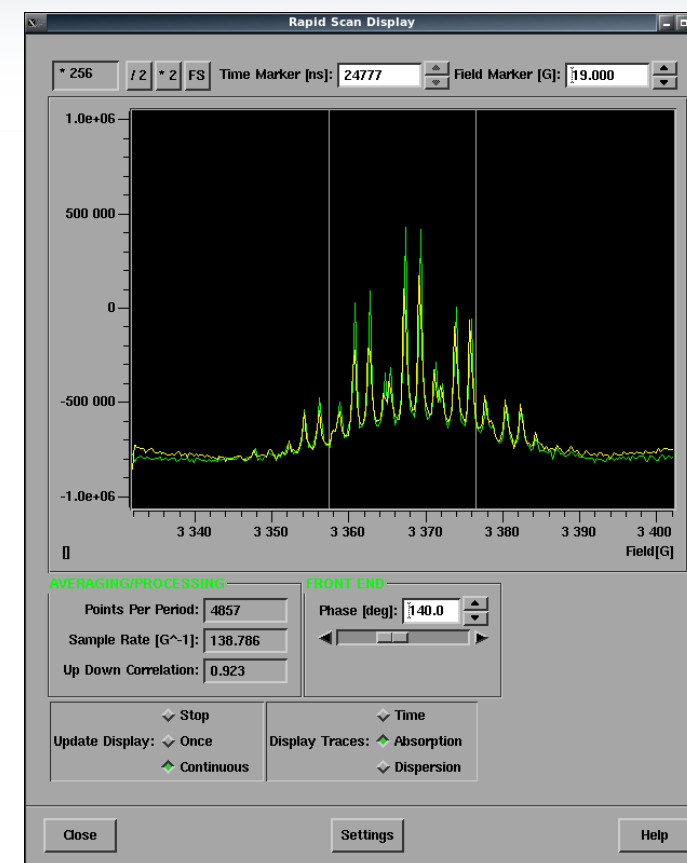 Rapid Scan Display
* 256 / 2 * 2 FS Time Marker [ns]: 24777 Field Marker [G]: 19.000
1.0e+06
500 000
0
-500 000
-1.0e+06
3 340 3 350 3 360 3 370 3 380 3 390 3 400
[] Field[G]
AVERAGING/PROCESSING
Points Per Period: 4857
Sample Rate [G^-1]: 138.786
Up Down Correlation: 0.923
FRONT END
Phase [deg]: 140.0
Update Display:
Stop
Once
Continuous
Display Traces:
Time
Absorption
Dispersion
Close Settings Help